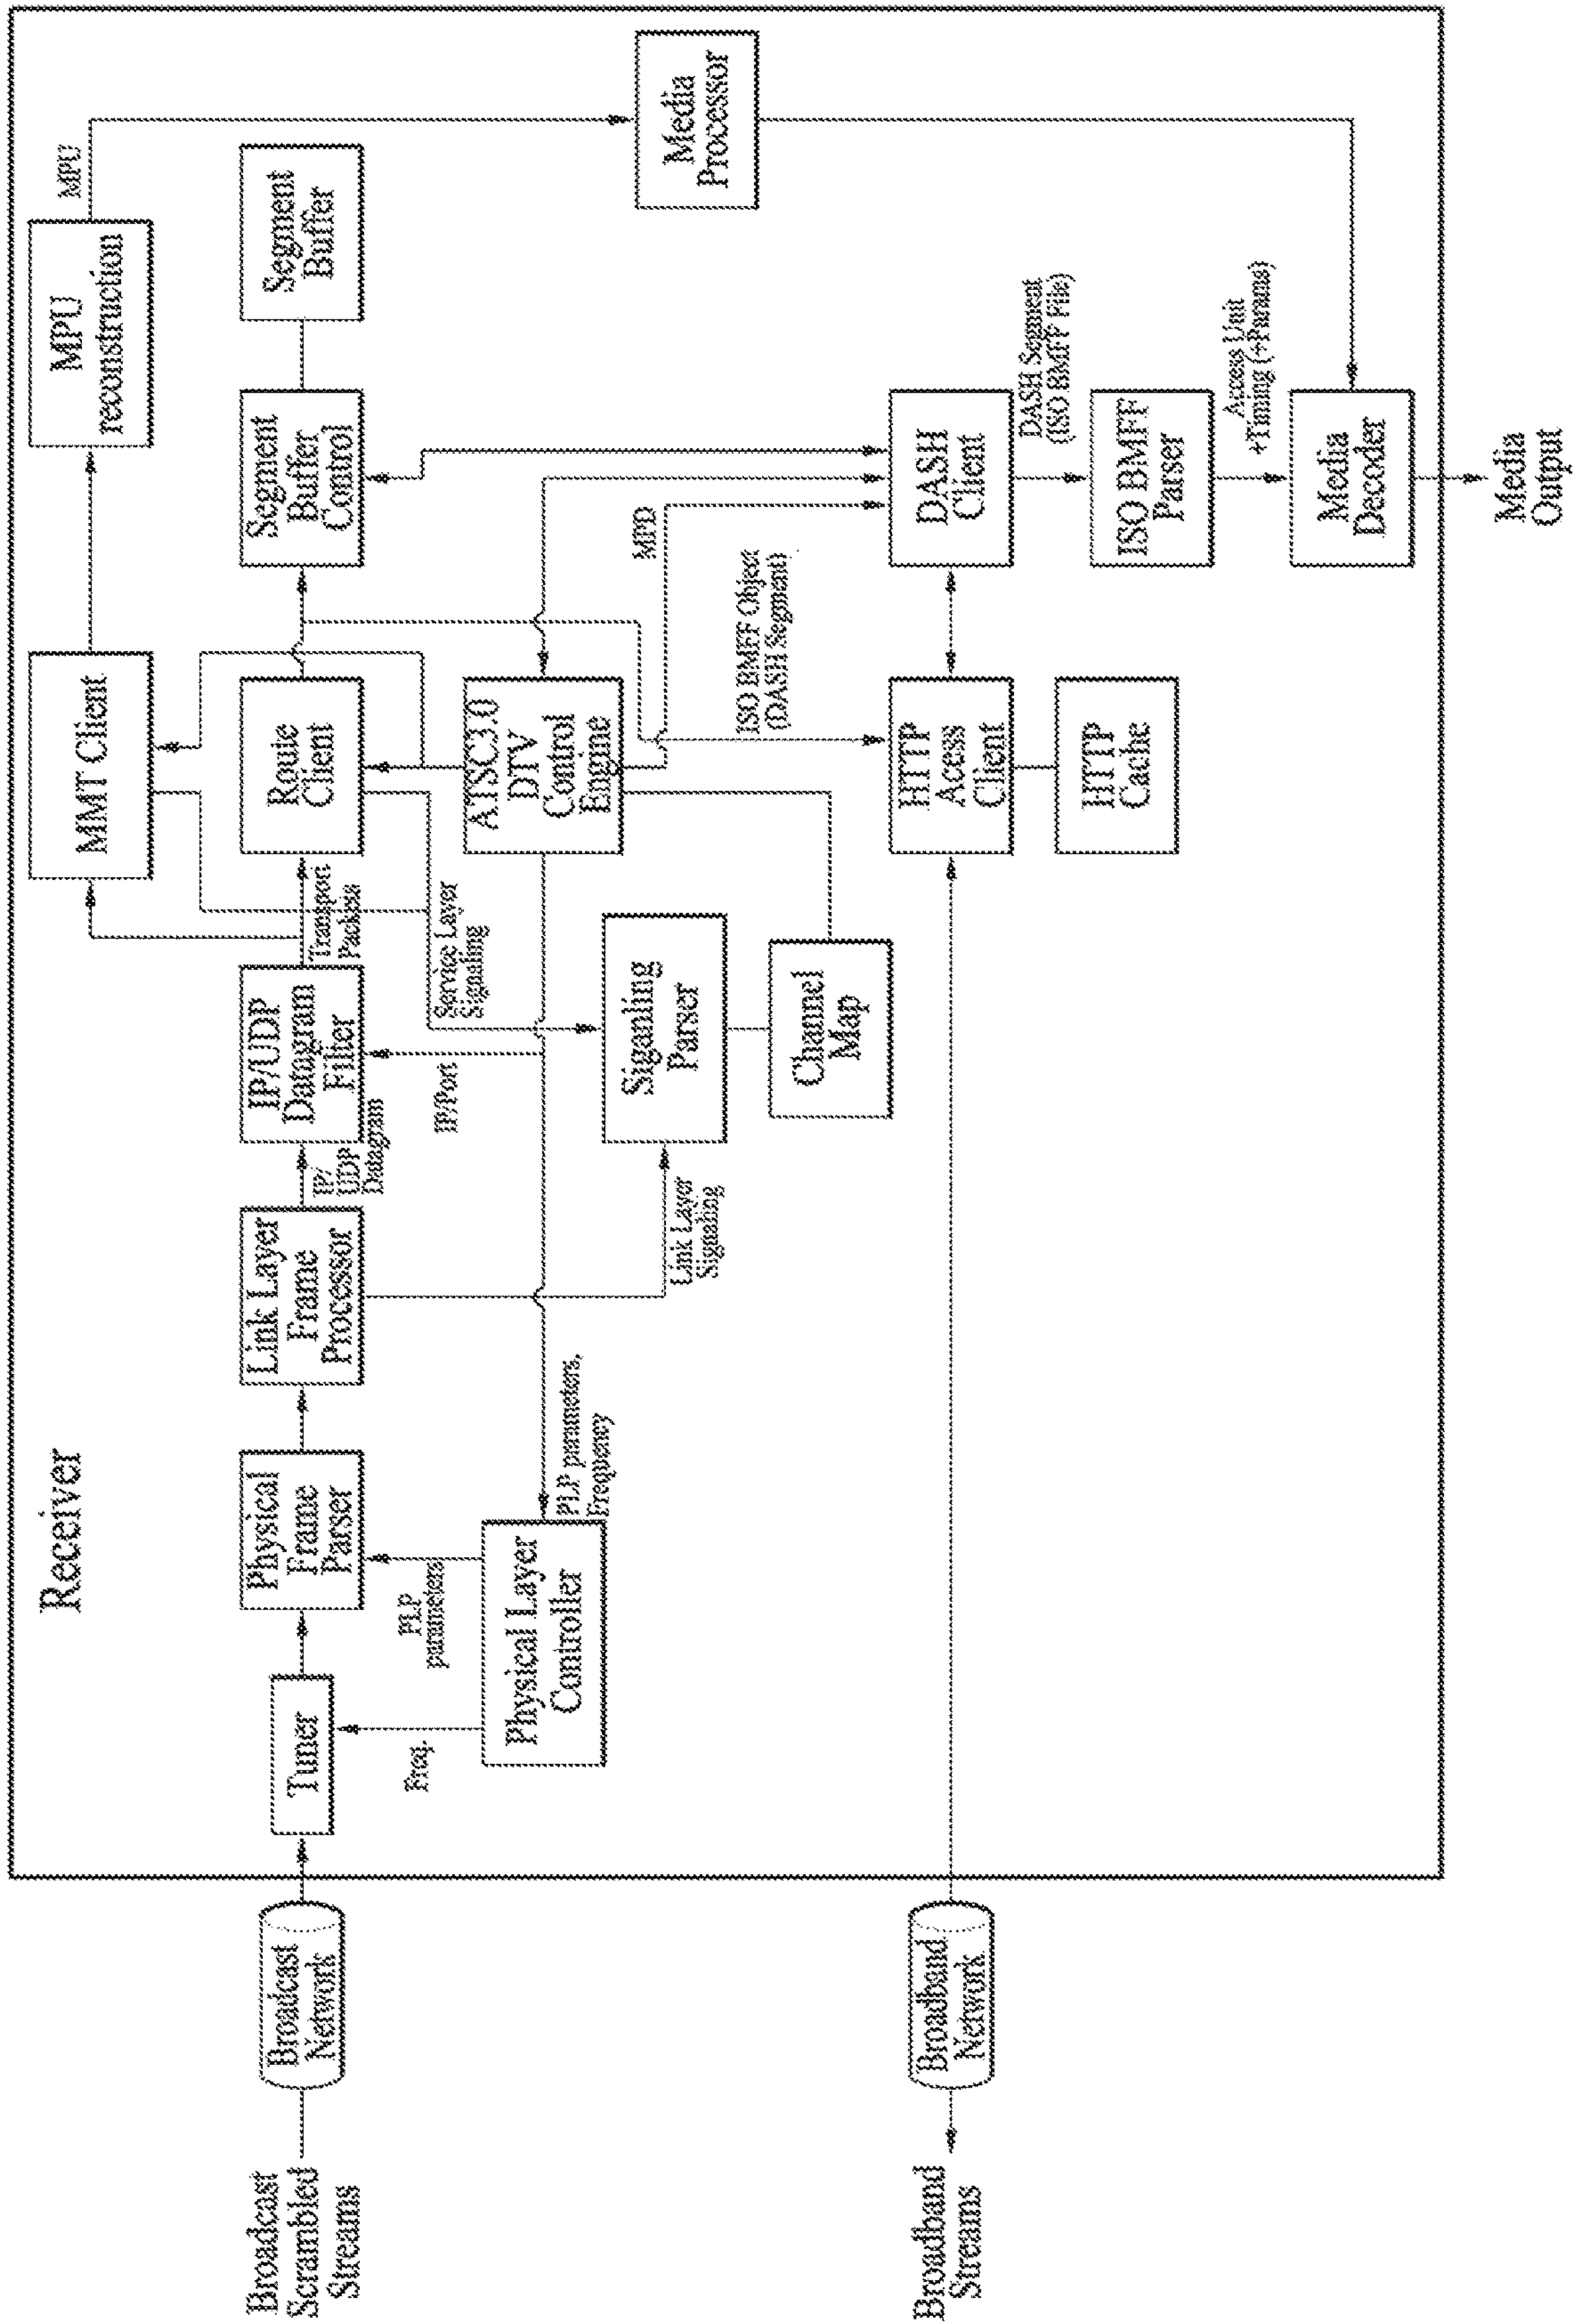 Receiver
MMT Client
MPU
reconstruction
MPU
Broadcast
Scrambled
Streams
Broadcast
Network
Tuner
Physical
Frame
Parser
Link Layer
Frame
Processor
IP/
UDP
Datagram
IP/UDP
Datagram
Filter
Transport
Packets
Route
Client
Segment
Buffer
Control
Segment
Buffer
Freq.
PLP
parameters
IP/Port
Service Layer
Signaling
Physical Layer
Controller
PLP parameters,
Frequency
ATSC3.0
DTV
Control
Engine
MPD
Media
Processor
Link Layer
Signaling
Siganling
Parser
Channel
Map
ISO BMFF Object
(DASH Segment)
Broadband
Streams
Broadband
Network
HTTP
Acess
Client
HTTP
Cache
DASH
Client
DASH Segment
(ISO BMFF File)
ISO BMFF
Parser
Access Unit
+Timing (+Params)
Media
Decoder
Media
Output